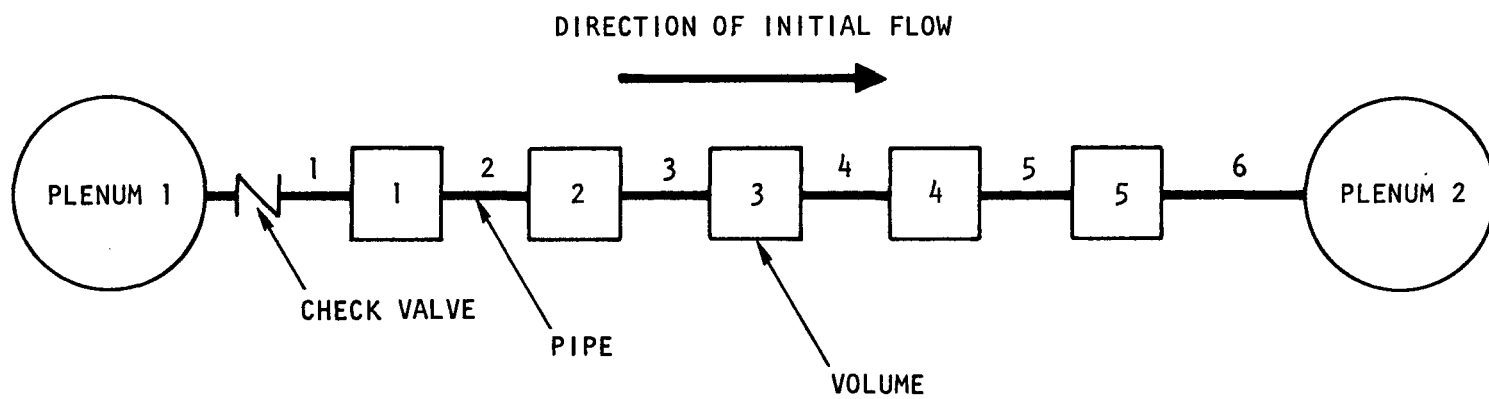 DIRECTION OF INITIAL FLOW
1 2 3 4 5 6
PLENUM 1 1 2 3 4 5 PLENUM 2
CHECK VALVE
PIPE
VOLUME